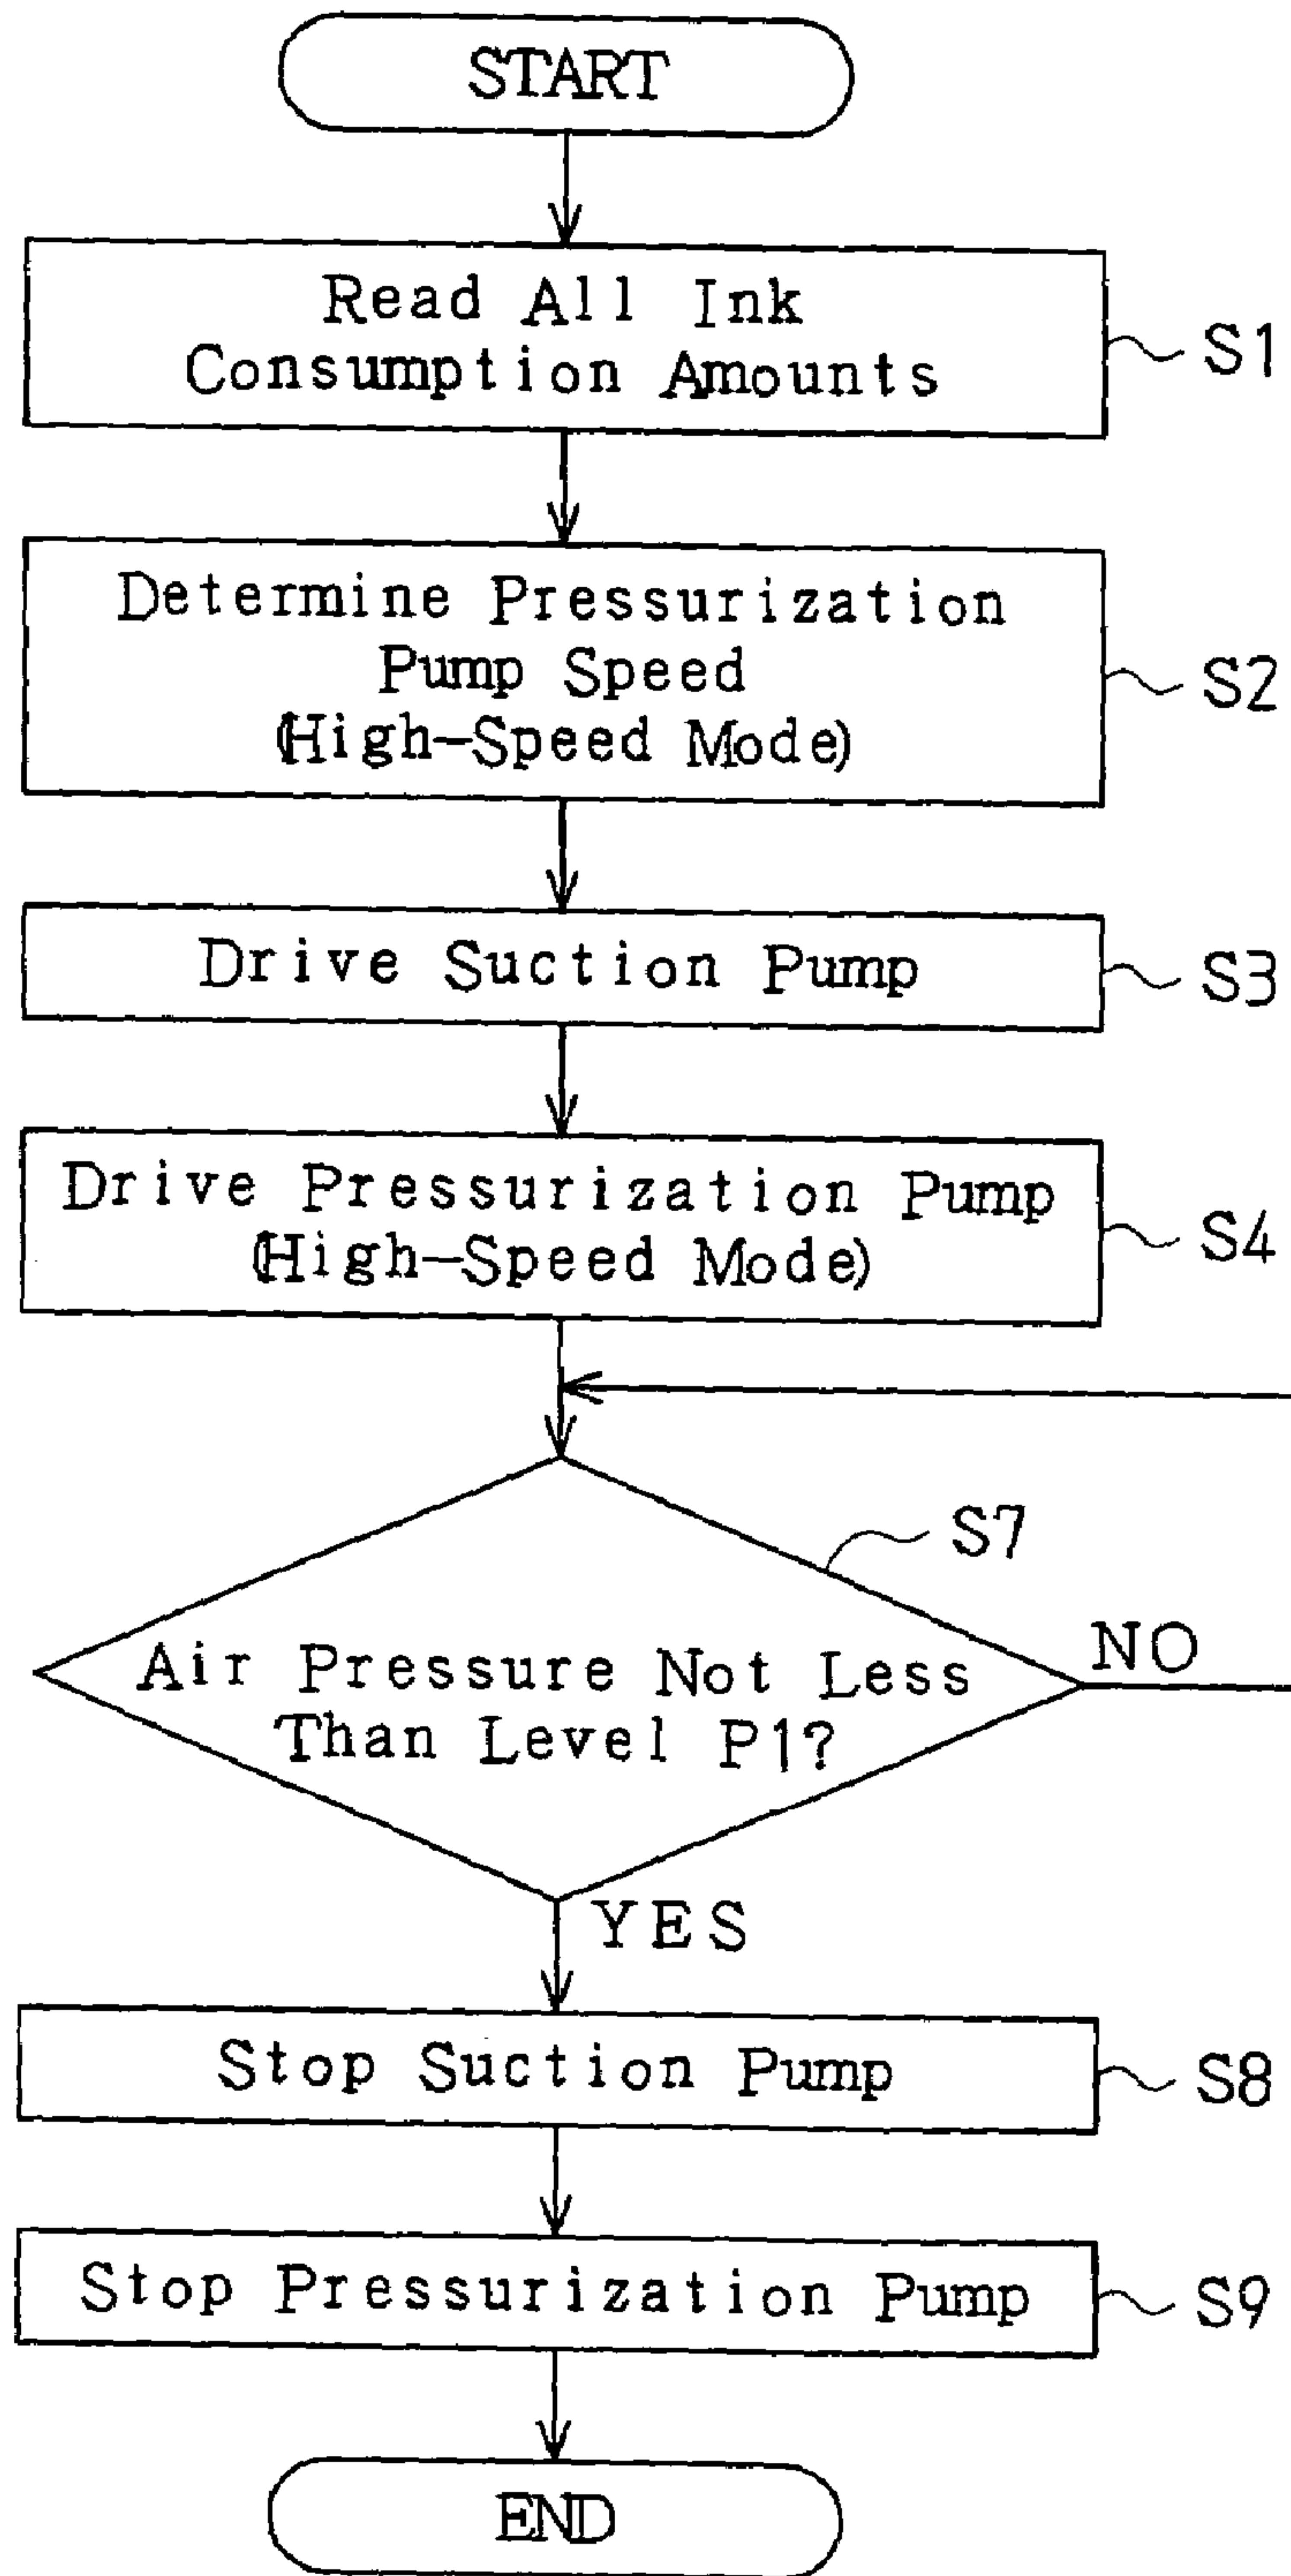 START
Read All Ink
Consumption Amounts
S1
Determine Pressurization
Pump Speed
(High-Speed Mode)
S2
Drive Suction Pump
S3
Drive Pressurization Pump
(High-Speed Mode)
S4
S7
Air Pressure Not Less
Than Level P1?
NO
YES
Stop Suction Pump
S8
Stop Pressurization Pump
S9
END